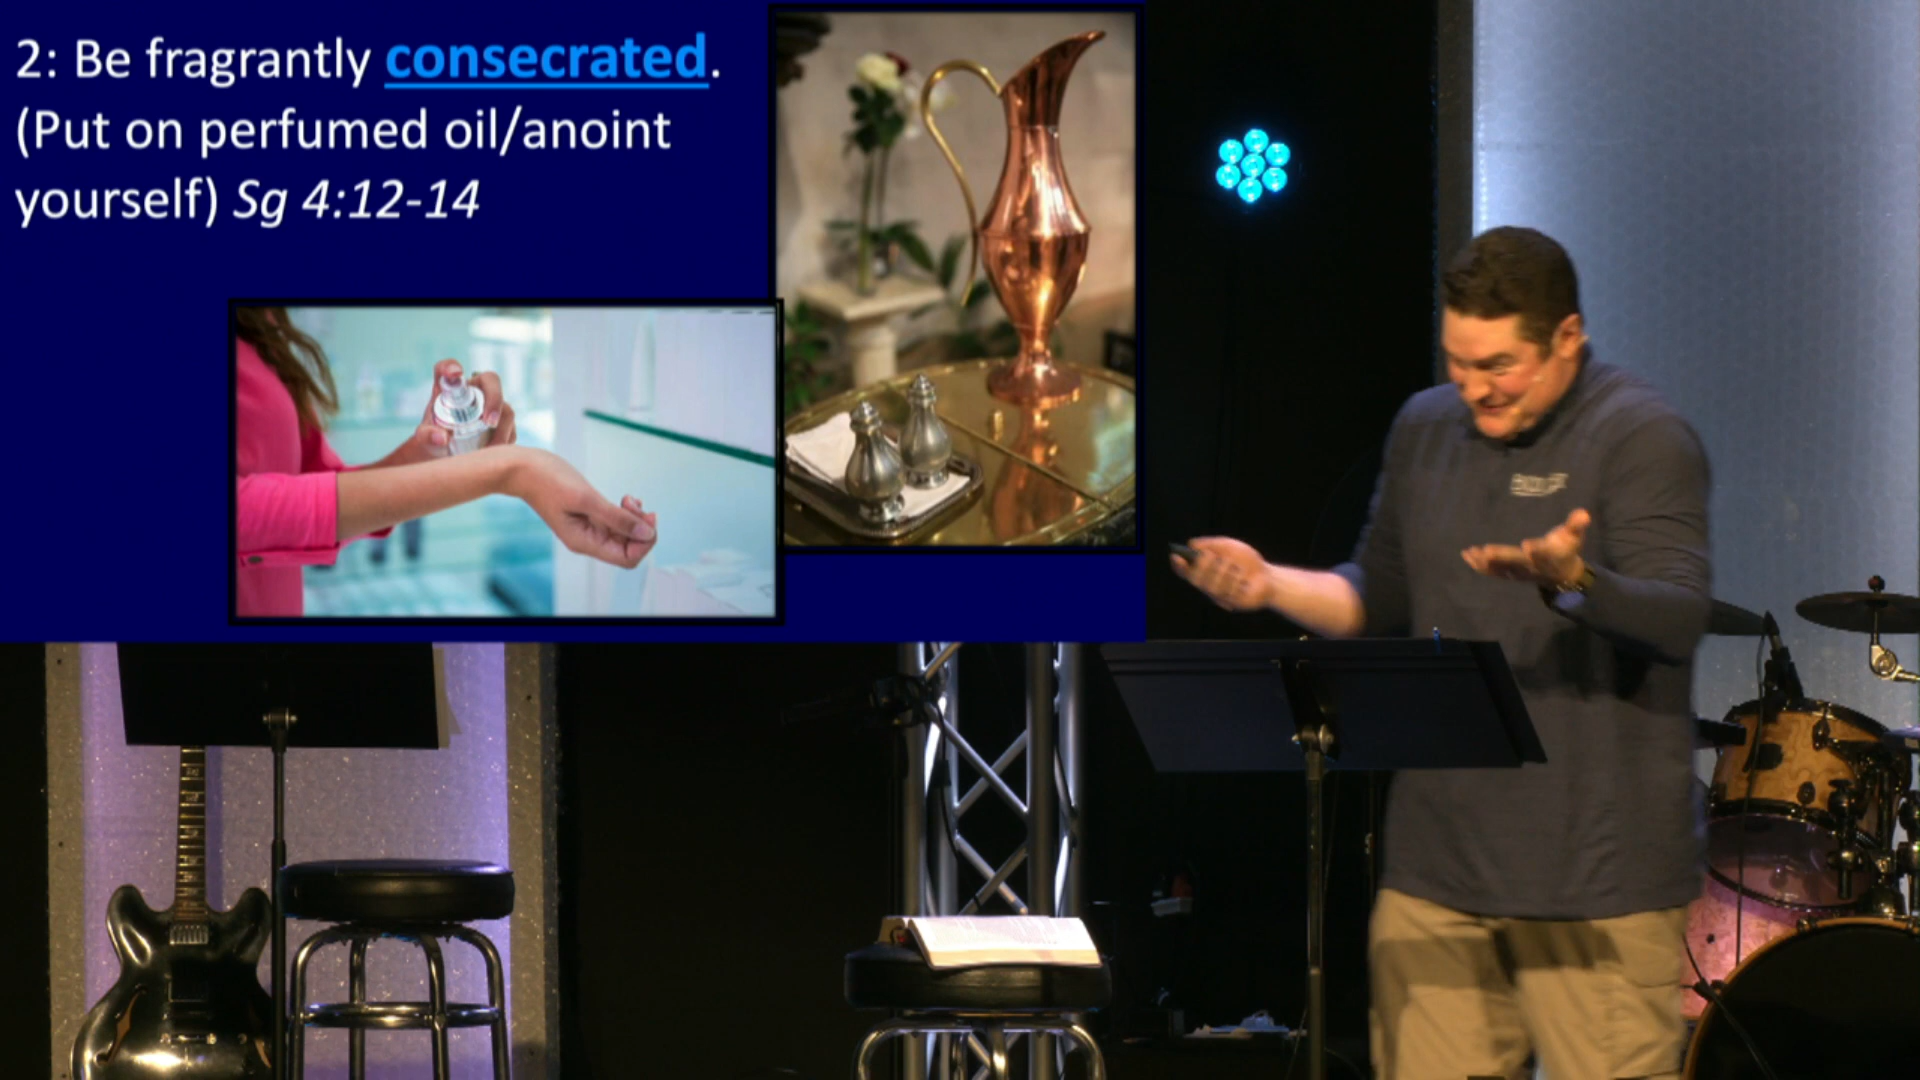 2: Be fragrantly consecrated.
(Put on perfumed oil/anoint
yourself) Sg 4:12-14